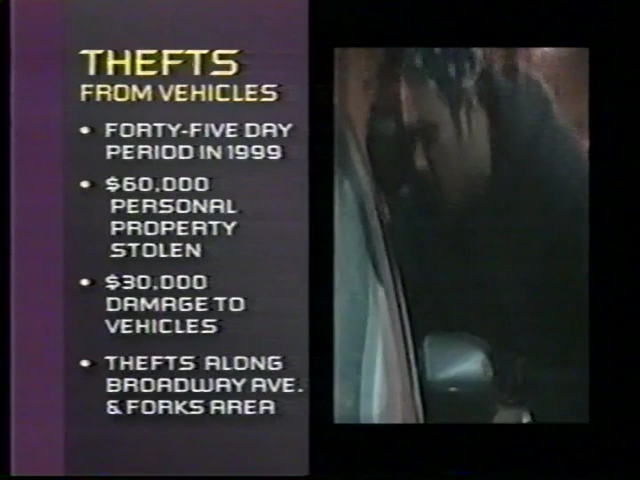 THEFTS
FROM VEHICLES
• FORTY-FIVE DAY
PERIOD IN 1999
• $60,000
PERSONAL
PROPERTY
STOLEN
• $30,000
DAMAGE TO
VEHICLES
• THEFTS ALONG
BROADWAY AVE.
& FORKS AREA